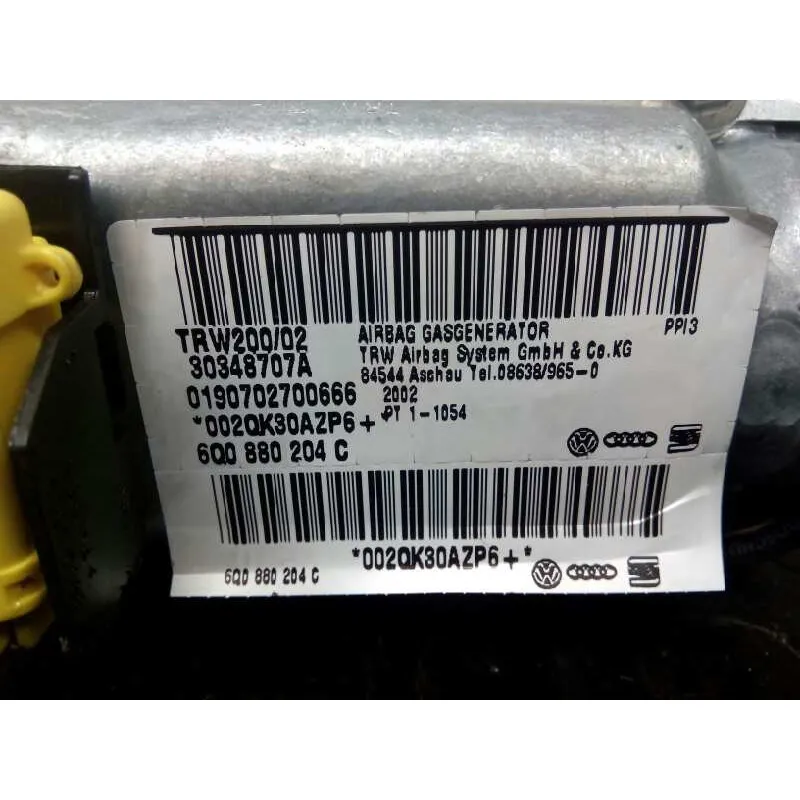 TRW200/02
30348707A
0190702700666
*002QK30AZP6+*
6Q0 880 204 C
AIRBAG GASGENERATOR
TRW Airbag System GmbH & Co.KG
84544 Aschau Tel.08638/965-0
2002
PT 1-1054
PPI3
6Q0 880 204 C
*002QK30AZP6+*